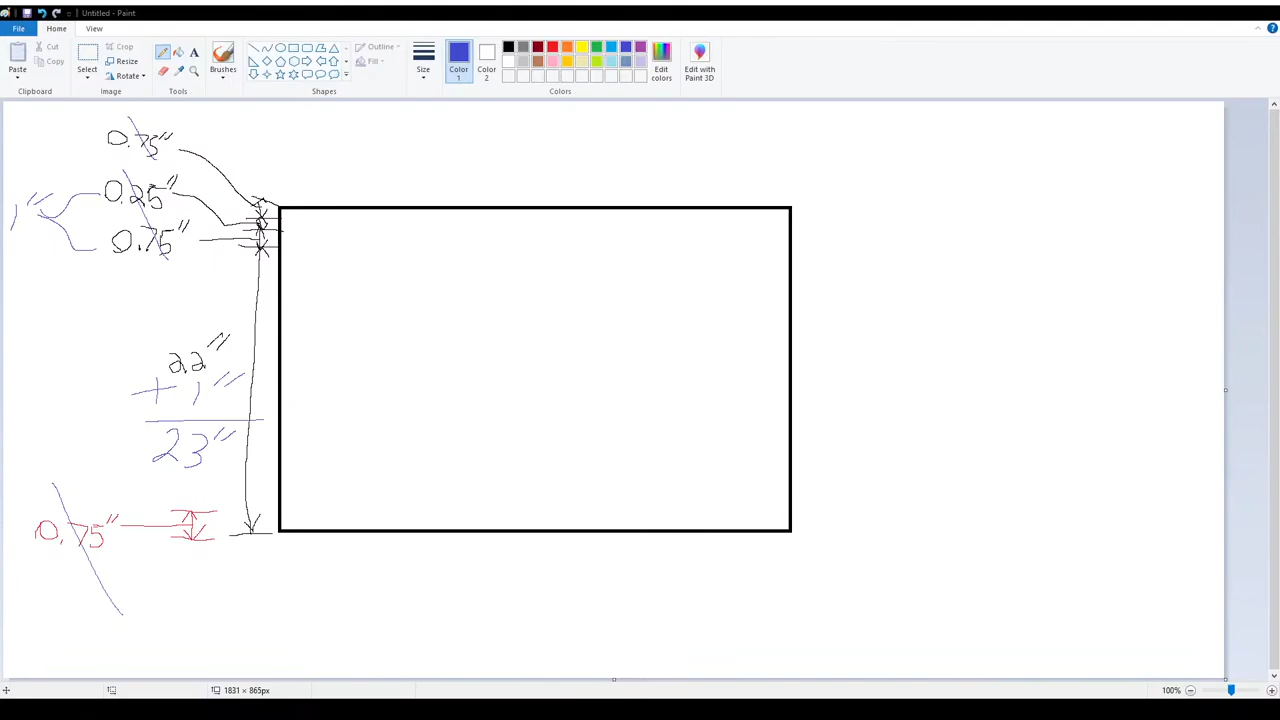 Untitled - Paint
File Home View
Paste
Cut
Copy
Clipboard
Select
Crop
Resize
Rotate
Image
Tools
Brushes
Outline
Fill
Shapes
Size
Color 1
Color 2
Edit colors
Edit with Paint 3D
Colors
0.75"
0.25"
1"
0.75"
22"
+ 1"
23"
0.75"
1831 × 865px
100%